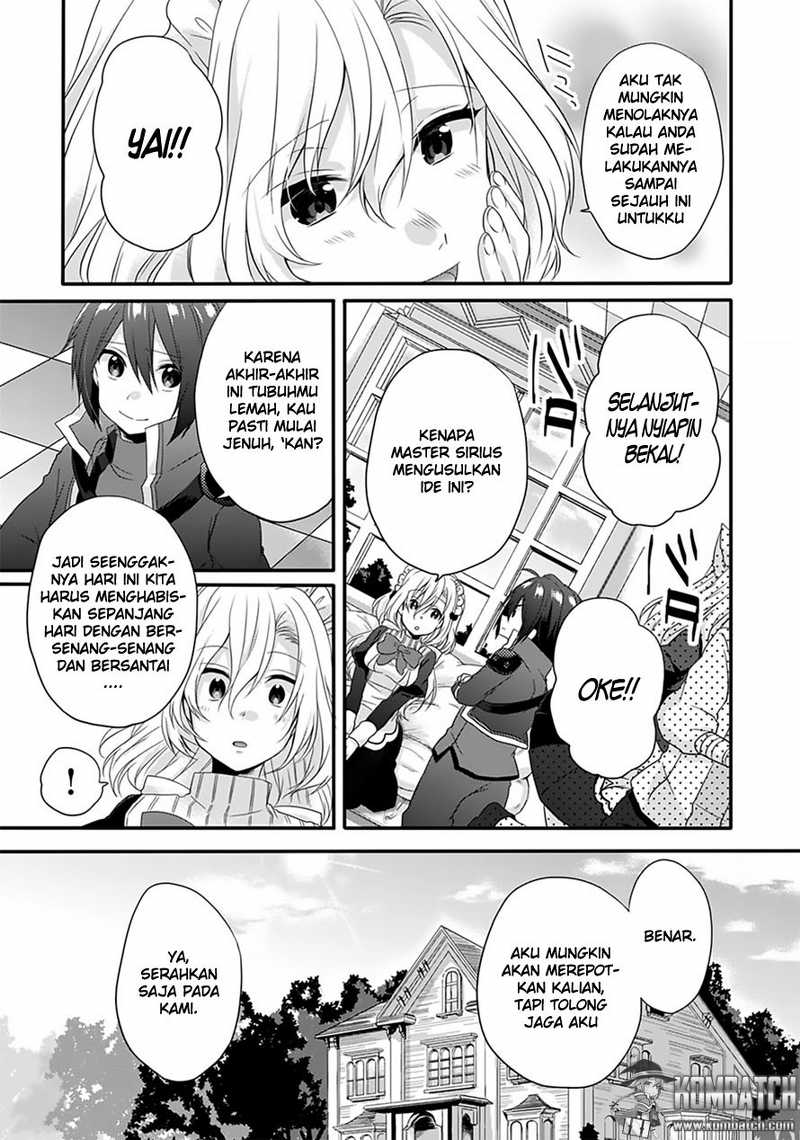 AKU TAK
MUNGKIN
MENOLAKNYA
KALAU ANDA
SUDAH ME-
LAKUKANNYA
SAMPAI
SEJAUH INI
UNTUKKU
YAI!!
SELANJUT-
NYA NYIAPIN
BEKAL!
KENAPA
MASTER SIRIUS
MENGUSULKAN
IDE INI?
OKE!!
KARENA
AKHIR-AKHIR
INI TUBUHMU
LEMAH, KAU
PASTI MULAI
JENUH, 'KAN?
JADI SEENGGAK-
NYA HARI INI KITA
HARUS MENGHABIS-
KAN SEPANJANG
HARI DENGAN BER-
SENANG-SENANG
DAN BERSANTAI
....
!
BENAR.
AKU MUNGKIN
AKAN MEREPOT-
KAN KALIAN,
TAPI TOLONG
JAGA AKU
YA,
SERAHKAN
SAJA PADA
KAMI.
KOMBATCH
www.kombatch.com